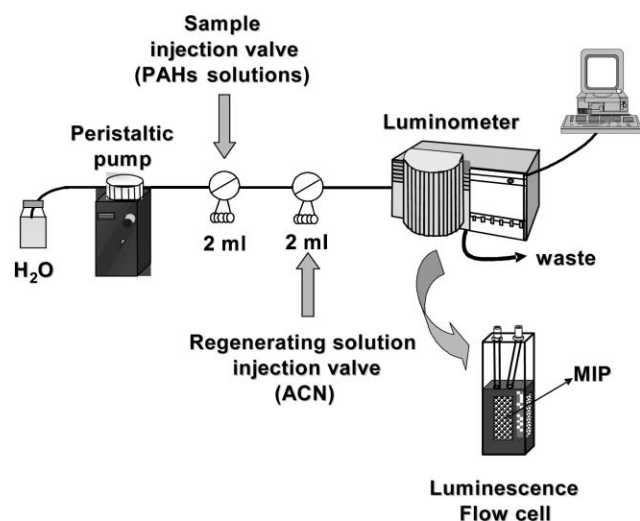 Sample
injection valve
(PAHs solutions)
Peristaltic
pump
Luminometer
H₂O
2 ml
2 ml
waste
Regenerating solution
injection valve
(ACN)
MIP
Luminescence
Flow cell